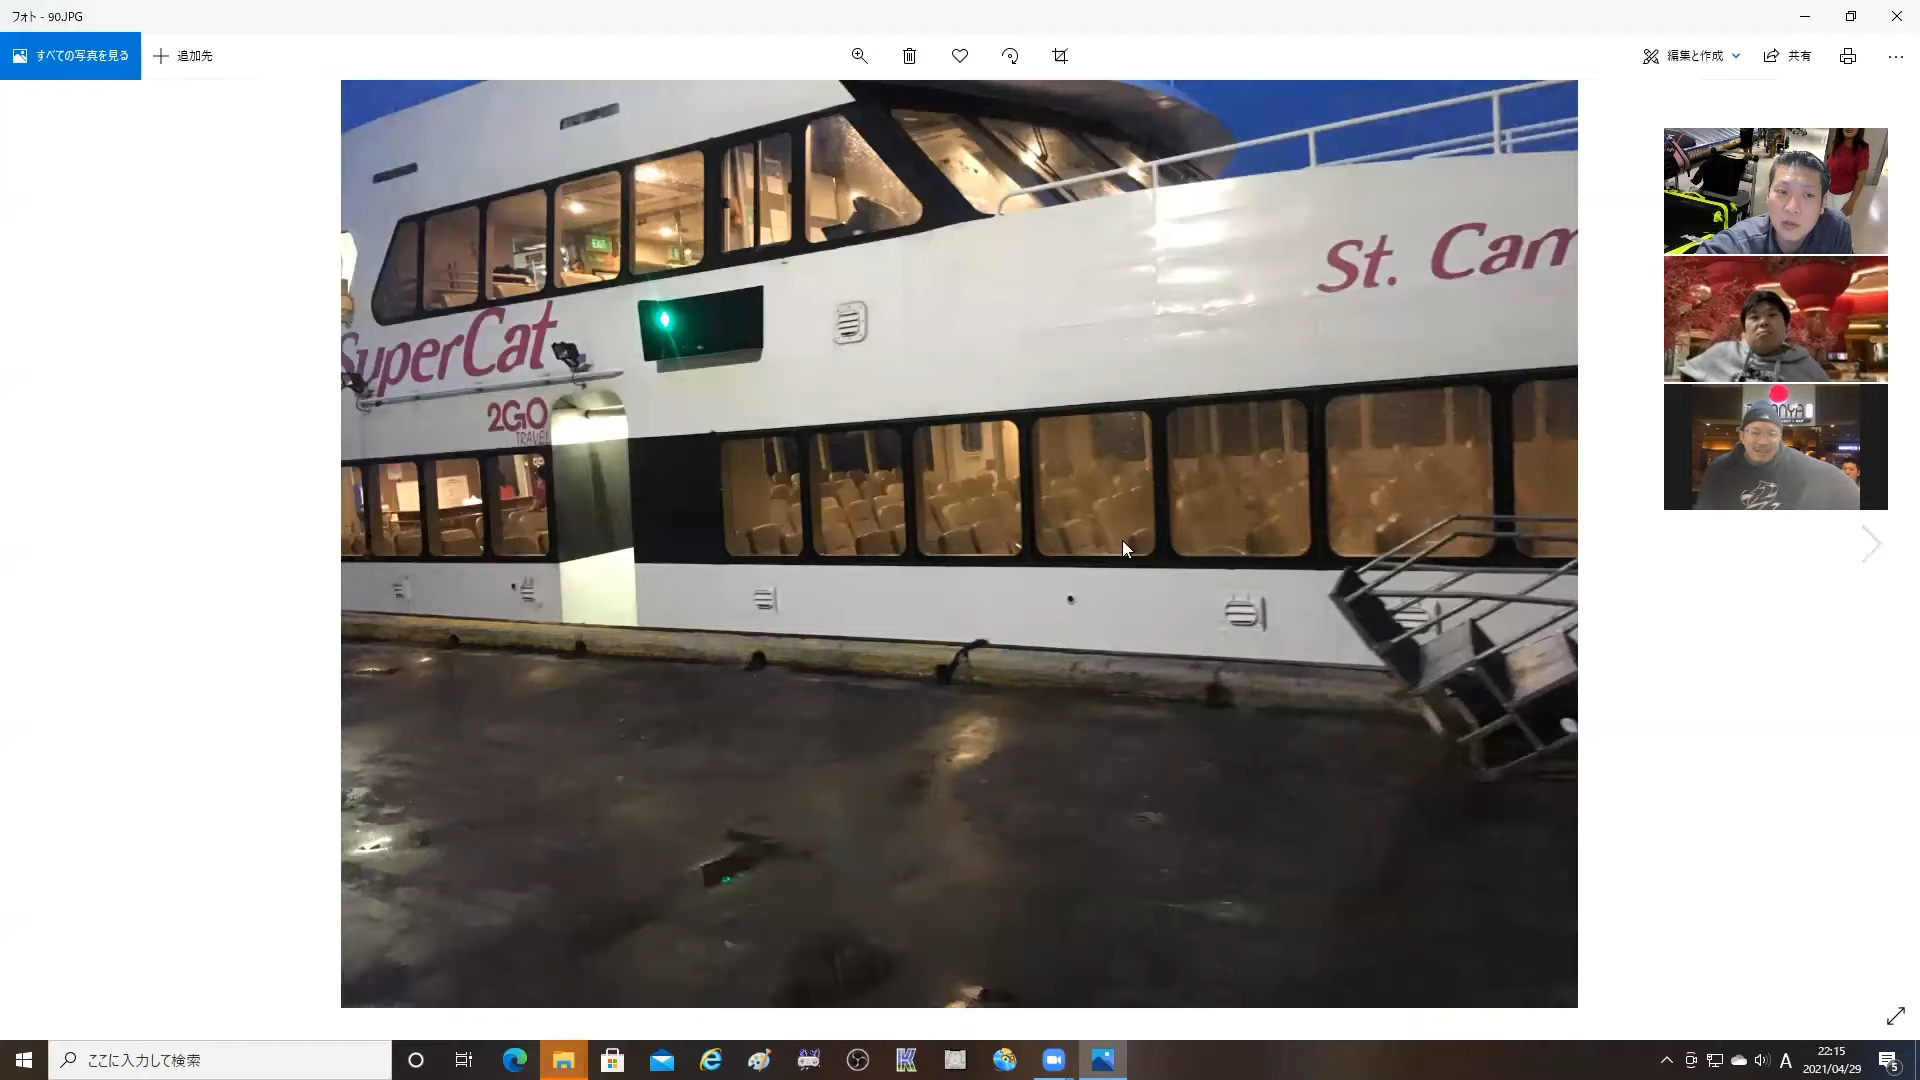 フォト - 90.JPG
すべての写真を見る
追加先
編集と作成
共有
St. Cam
EXIT
SuperCat
2GO
TRAVEL
ここに入力して検索
A
22:15
2021/04/29
5